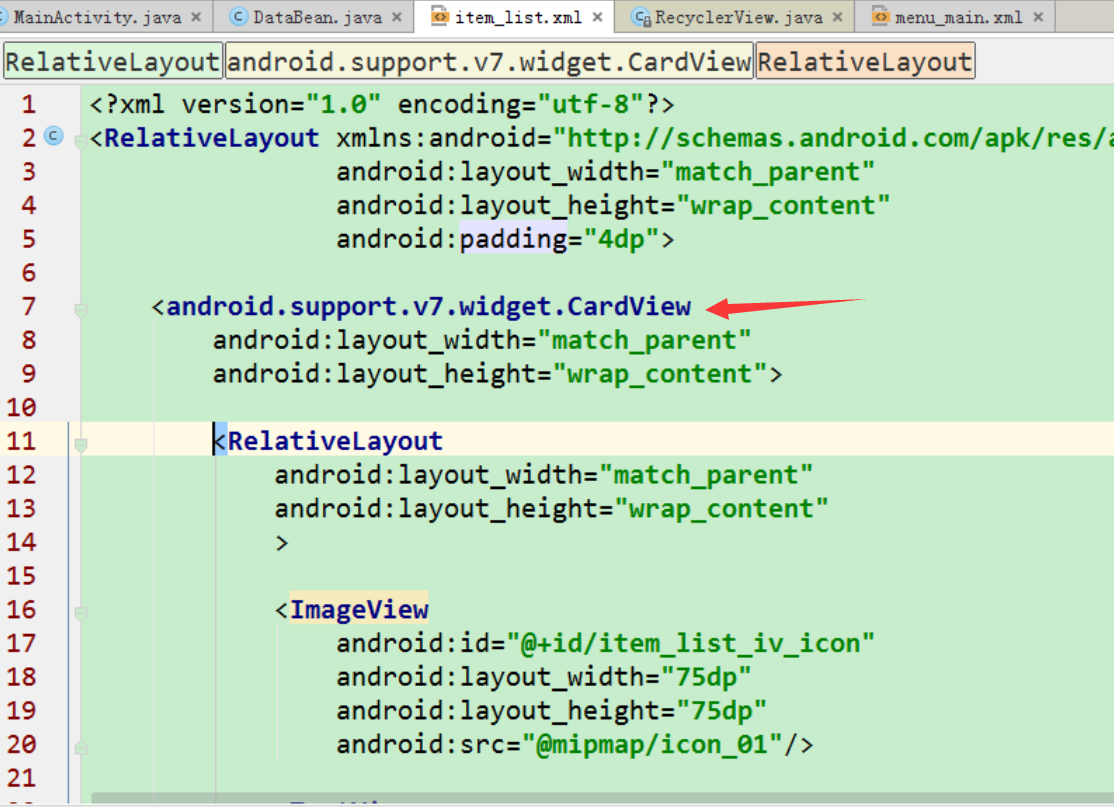 MainActivity.java × DataBean.java × item_list.xml × RecyclerView.java × menu_main.xml ×
RelativeLayout android.support.v7.widget.CardView RelativeLayout
1 <?xml version="1.0" encoding="utf-8"?>
2 <RelativeLayout xmlns:android="http://schemas.android.com/apk/res/a
3 android:layout_width="match_parent"
4 android:layout_height="wrap_content"
5 android:padding="4dp">
6
7 <android.support.v7.widget.CardView
8 android:layout_width="match_parent"
9 android:layout_height="wrap_content">
10
11 <RelativeLayout
12 android:layout_width="match_parent"
13 android:layout_height="wrap_content"
14 >
15
16 <ImageView
17 android:id="@+id/item_list_iv_icon"
18 android:layout_width="75dp"
19 android:layout_height="75dp"
20 android:src="@mipmap/icon_01"/>
21